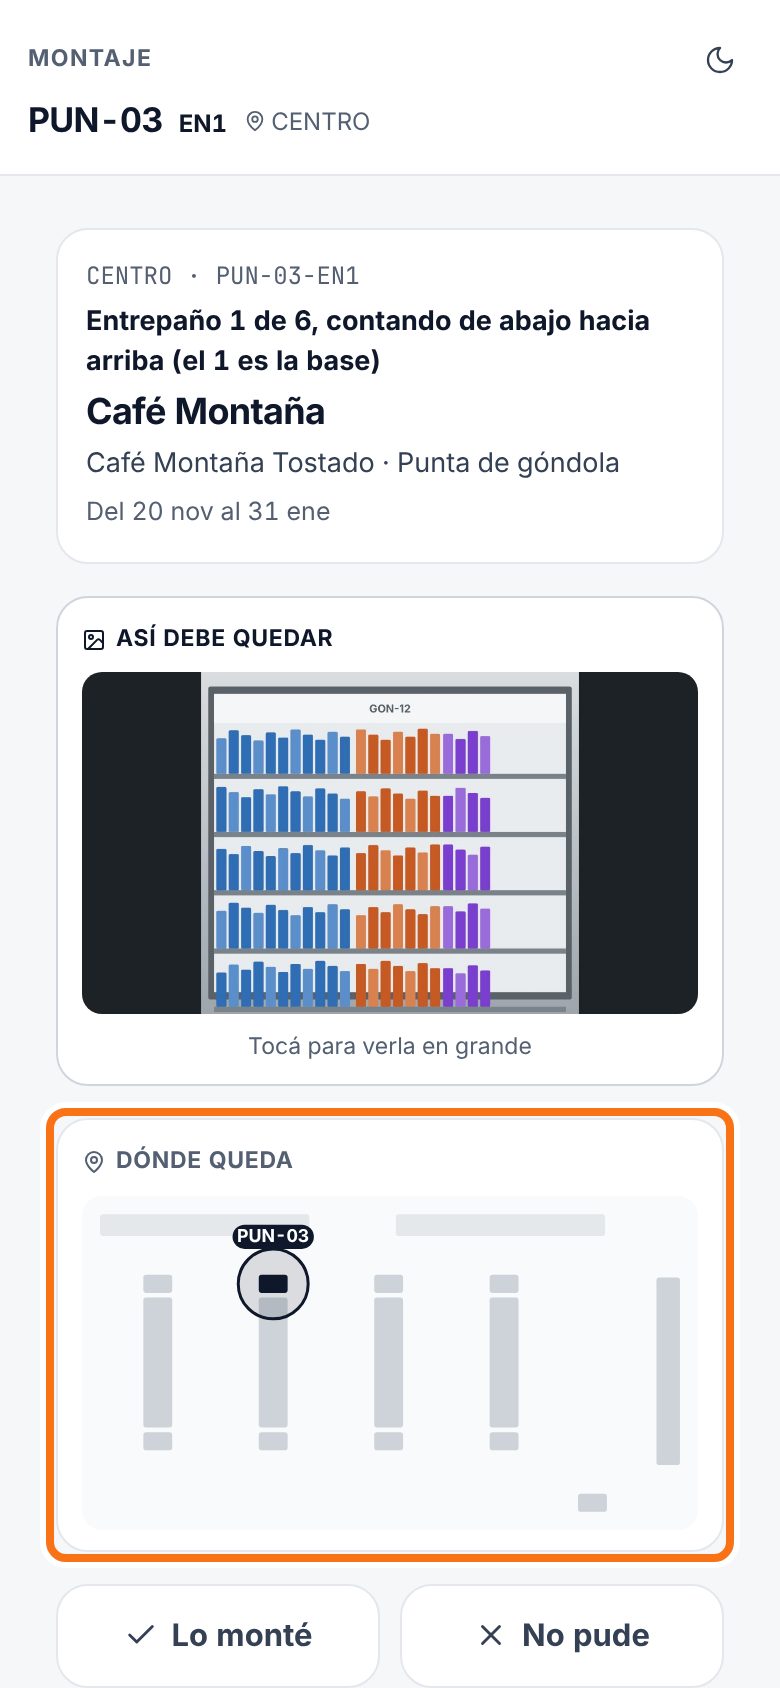 MONTAJE
PUN-03 EN1 CENTRO
CENTRO · PUN-03-EN1
Entrepaño 1 de 6, contando de abajo hacia
arriba (el 1 es la base)
Café Montaña
Café Montaña Tostado · Punta de góndola
Del 20 nov al 31 ene
ASÍ DEBE QUEDAR
GON-12
Tocá para verla en grande
DÓNDE QUEDA
PUN-03
Lo monté
No pude